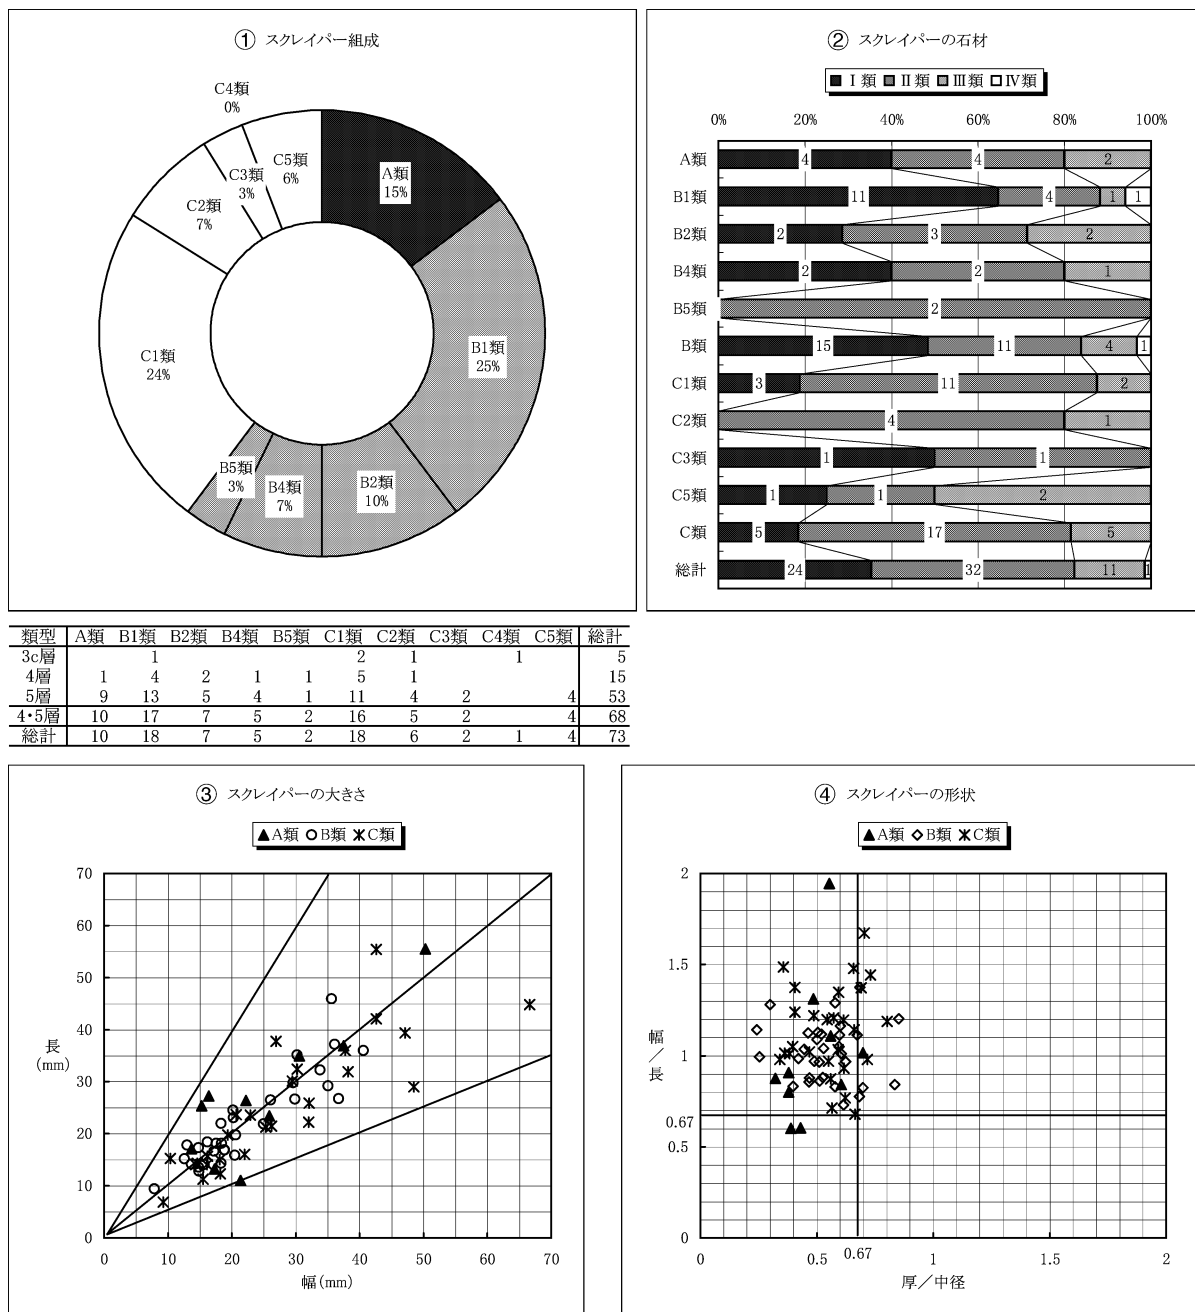 ① スクレイパー組成
C4類
0%
C5類
6%
C3類
3%
C2類
7%
A類
15%
C1類
24%
B1類
25%
B5類
3%
B4類
7%
B2類
10%
② スクレイパーの石材
Ⅰ類 Ⅱ類 Ⅲ類 Ⅳ類
0% 20% 40% 60% 80% 100%
A類 4 4 2
B1類 11 4 1 1
B2類 2 3 2
B4類 2 2 1
B5類 2
B類 15 11 4 1
C1類 3 11 2
C2類 4 1
C3類 1 1
C5類 1 1 2
C類 5 17 5
総計 24 32 11 1
類型 A類 B1類 B2類 B4類 B5類 C1類 C2類 C3類 C4類 C5類 総計
3c層 1 2 1 1 5
4層 1 4 2 1 1 5 1 15
5層 9 13 5 4 1 11 4 2 4 53
4・5層 10 17 7 5 2 16 5 2 4 68
総計 10 18 7 5 2 18 6 2 1 4 73
③ スクレイパーの大きさ
A類 B類 C類
70
60
50
40
30
20
10
0
長
(mm)
0 10 20 30 40 50 60 70
幅(mm)
④ スクレイパーの形状
A類 B類 C類
2
1.5
1
0.67
0.5
0
幅／長
0 0.5 0.67 1 1.5 2
厚／中径